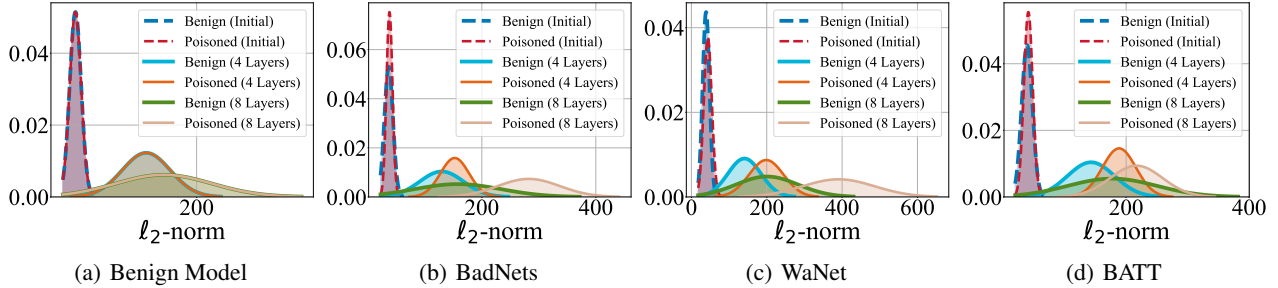 0.04
0.02
0.00
200
Benign (Initial)
Poisoned (Initial)
Benign (4 Layers)
Poisoned (4 Layers)
Benign (8 Layers)
Poisoned (8 Layers)
ℓ2-norm
(a) Benign Model
0.06
0.04
0.02
0.00
200
400
Benign (Initial)
Poisoned (Initial)
Benign (4 Layers)
Poisoned (4 Layers)
Benign (8 Layers)
Poisoned (8 Layers)
ℓ2-norm
(b) BadNets
0.04
0.02
0.00
0
200
400
600
Benign (Initial)
Poisoned (Initial)
Benign (4 Layers)
Poisoned (4 Layers)
Benign (8 Layers)
Poisoned (8 Layers)
ℓ2-norm
(c) WaNet
0.04
0.02
0.00
200
400
Benign (Initial)
Poisoned (Initial)
Benign (4 Layers)
Poisoned (4 Layers)
Benign (8 Layers)
Poisoned (8 Layers)
ℓ2-norm
(d) BATT